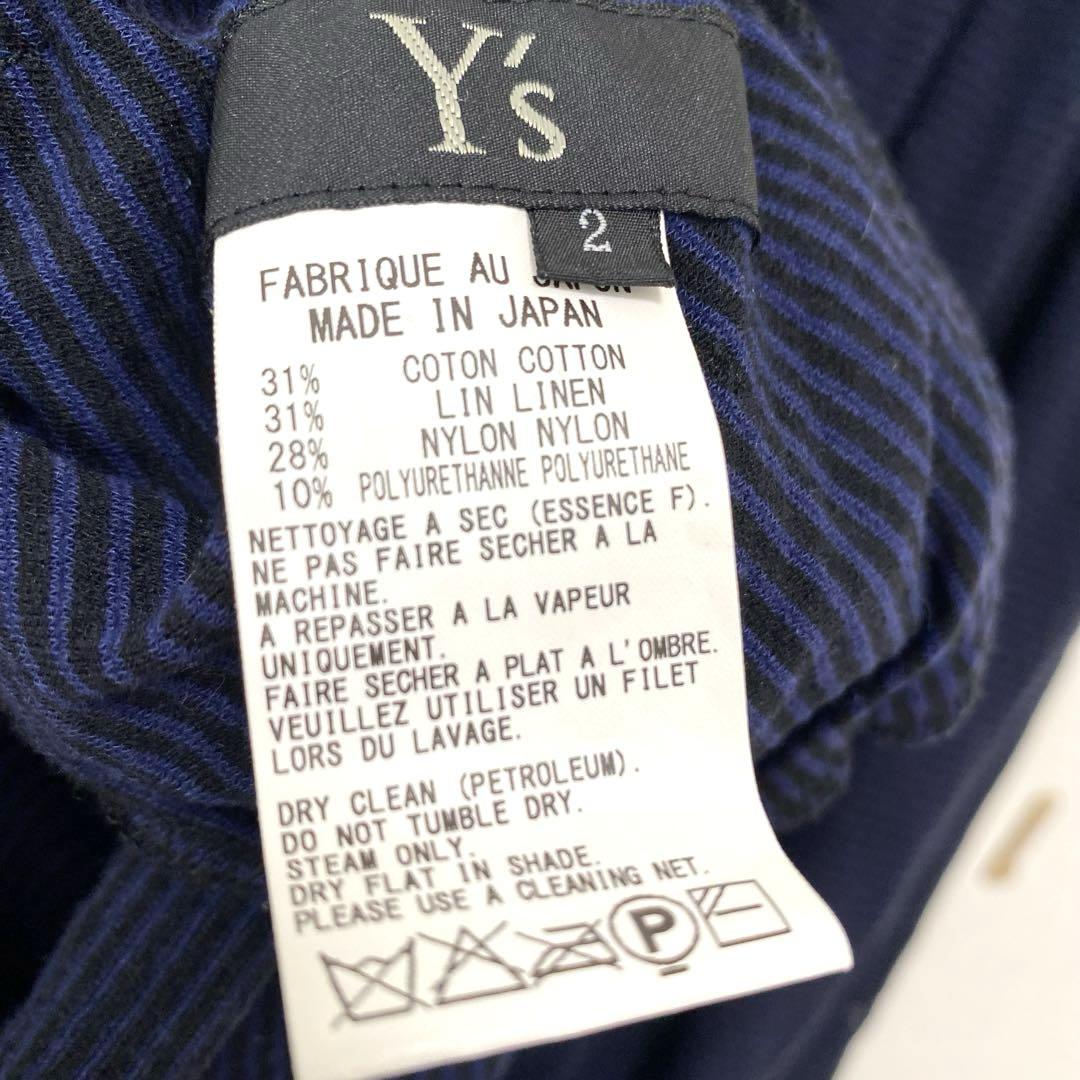 Y's
2
FABRIQUE AU JAPON
MADE IN JAPAN
31% COTON COTTON
31% LIN LINEN
28% NYLON NYLON
10% POLYURETHANNE POLYURETHANE
NETTOYAGE A SEC (ESSENCE F).
NE PAS FAIRE SECHER A LA
MACHINE.
A REPASSER A LA VAPEUR
UNIQUEMENT.
FAIRE SECHER A PLAT A L'OMBRE.
VEUILLEZ UTILISER UN FILET
LORS DU LAVAGE.
DRY CLEAN (PETROLEUM).
DO NOT TUMBLE DRY.
STEAM ONLY.
DRY FLAT IN SHADE.
PLEASE USE A CLEANING NET.
P